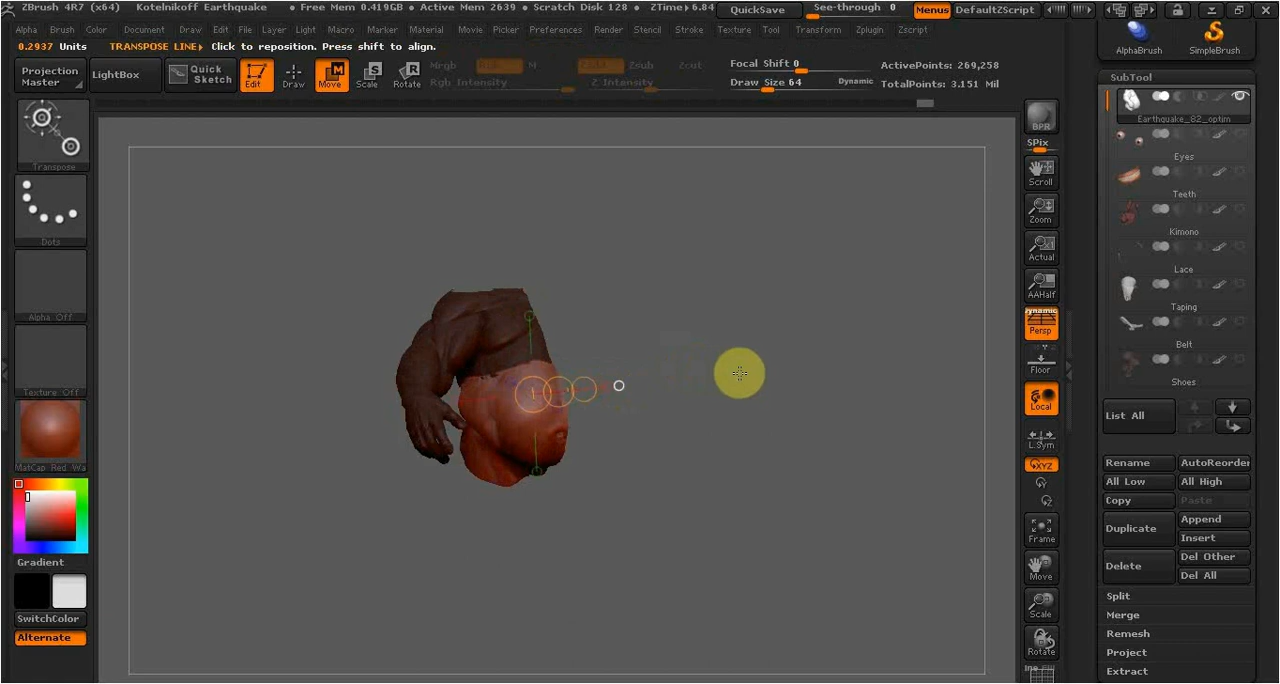 ZBrush 4R7 (x64) Kotelnikoff Earthquake • Free Mem 0.419GB • Active Mem 2639 • Scratch Disk 128 • ZTime▸6.84 QuickSave See-through 0 Menus DefaultZScript
Alpha Brush Color Document Draw Edit File Layer Light Macro Marker Material Movie Picker Preferences Render Stencil Stroke Texture Tool Transform Zplugin Zscript
0.2937 Units TRANSPOSE LINE▸ Click to reposition. Press shift to align.
AlphaBrush SimpleBrush
Projection Master
LightBox
Quick Sketch
Edit Draw Move Scale Rotate
Mrgb M Zsub Zcut
Rgb Intensity Z Intensity
Focal Shift 0 ActivePoints: 269,258
Draw Size 64 Dynamic TotalPoints: 3.151 Mil
SubTool
Transpose
Dots
Alpha Off
Texture Off
MatCap Red Wa
Gradient
SwitchColor
Alternate
BPR
SPix
Scroll
Zoom
Actual
AAHalf
Dynamic
Persp
Floor
Local
L.Sym
XYZ
Y
Z
Frame
Move
Scale
Rotate
Earthquake_82_optim
Eyes
Teeth
Kimono
Lace
Taping
Belt
Shoes
List All
Rename AutoReorder
All Low All High
Copy Paste
Duplicate Append
Insert
Delete Del Other
Del All
Split
Merge
Remesh
Project
Extract